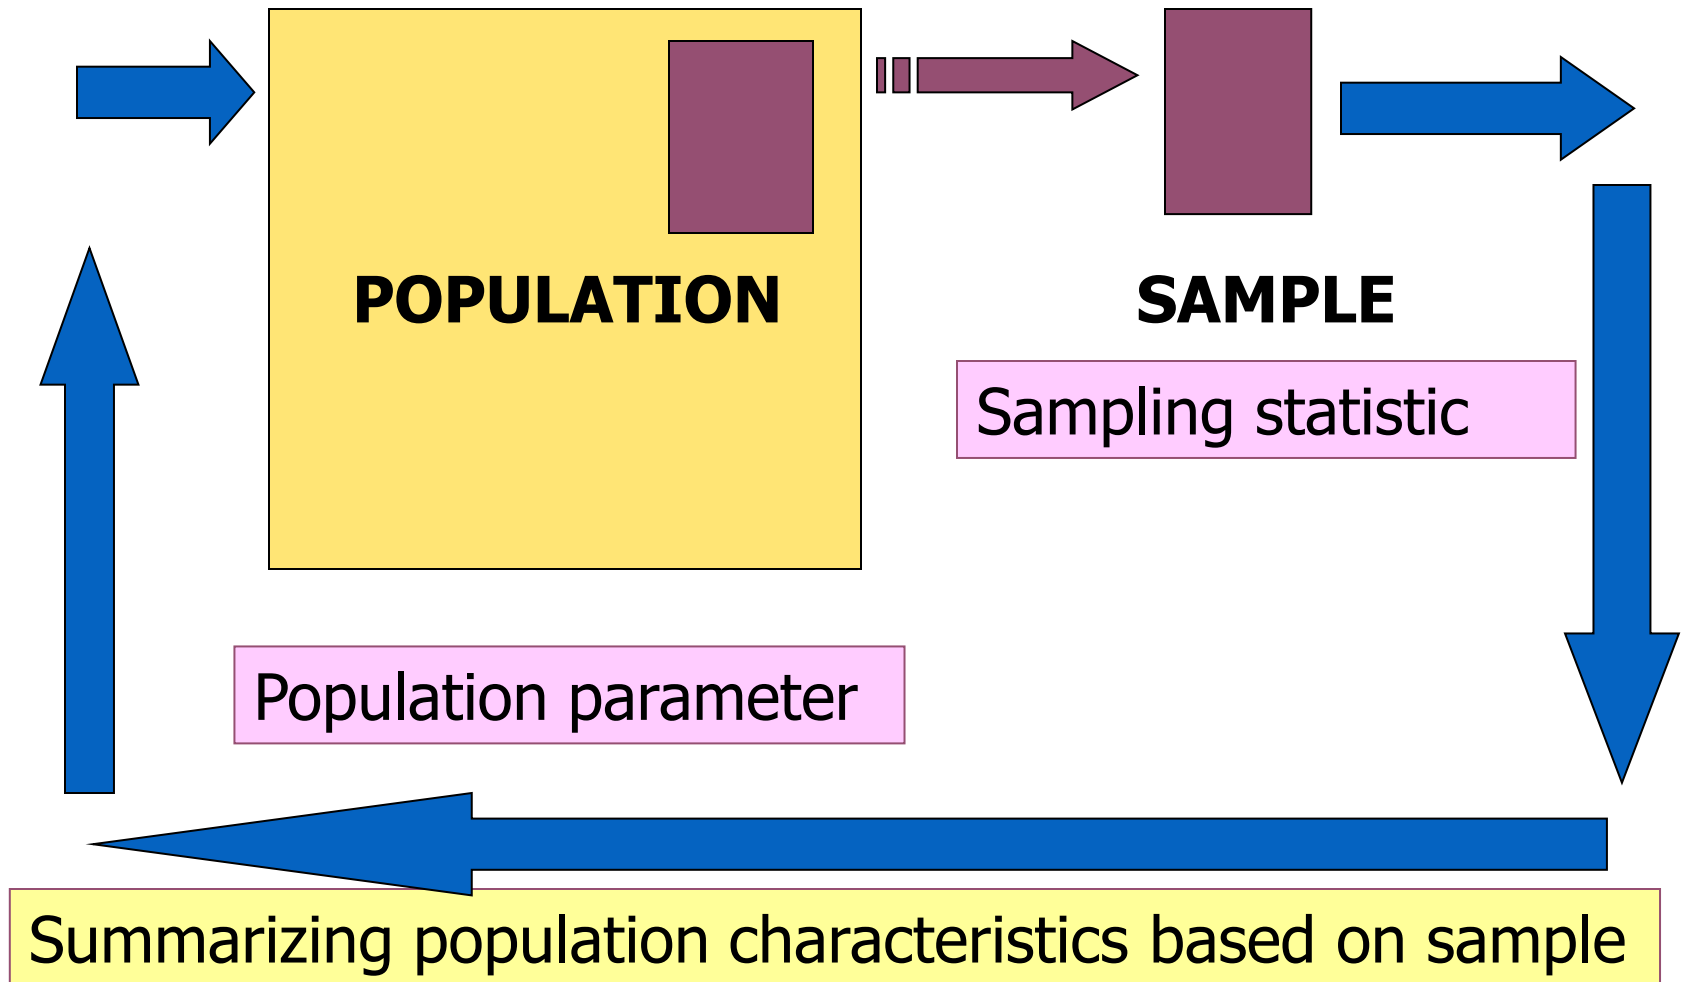 POPULATION
SAMPLE
Sampling statistic
Population parameter
Summarizing population characteristics based on sample